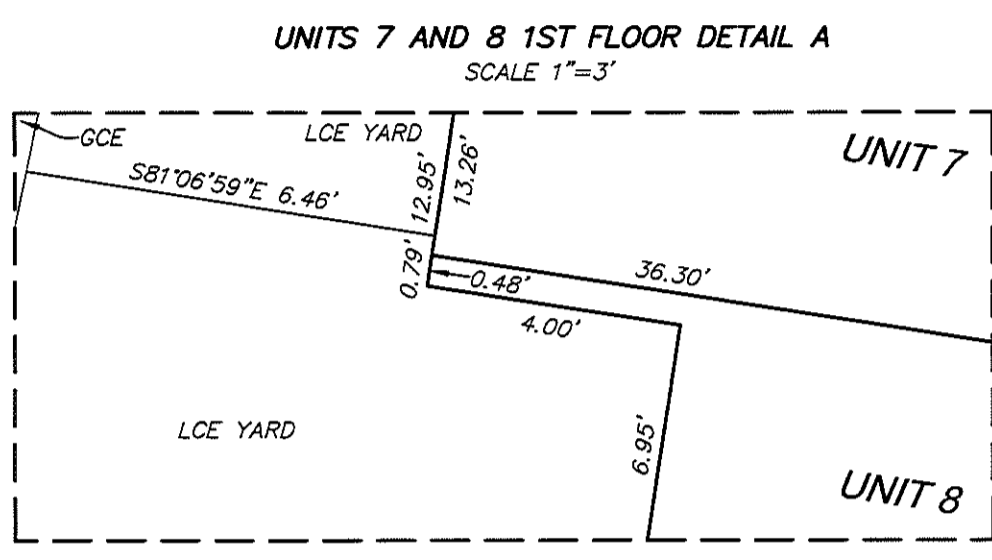 UNITS 7 AND 8 1ST FLOOR DETAIL A
SCALE 1"=3'
GCE
LCE YARD
UNIT 7
S81°06'59"E 6.46'
12.95'
13.26'
0.79'
0.48'
36.30'
4.00'
LCE YARD
6.95'
UNIT 8